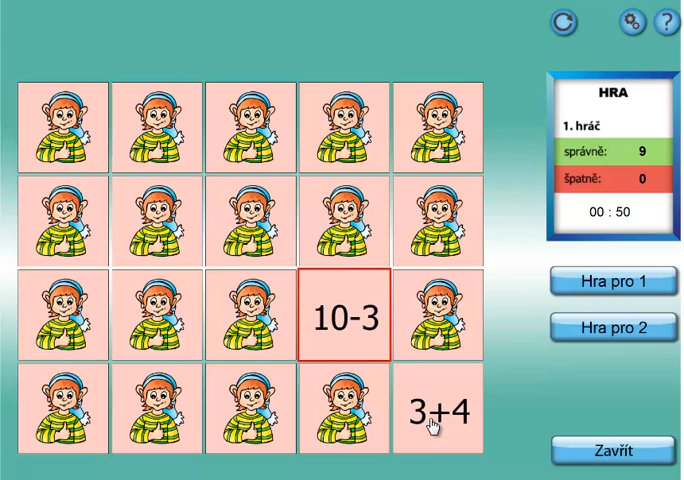 HRA
1. hráč
správně: 9
špatně: 0
00 : 50
10-3
Hra pro 1
Hra pro 2
3+4
Zavřít
?